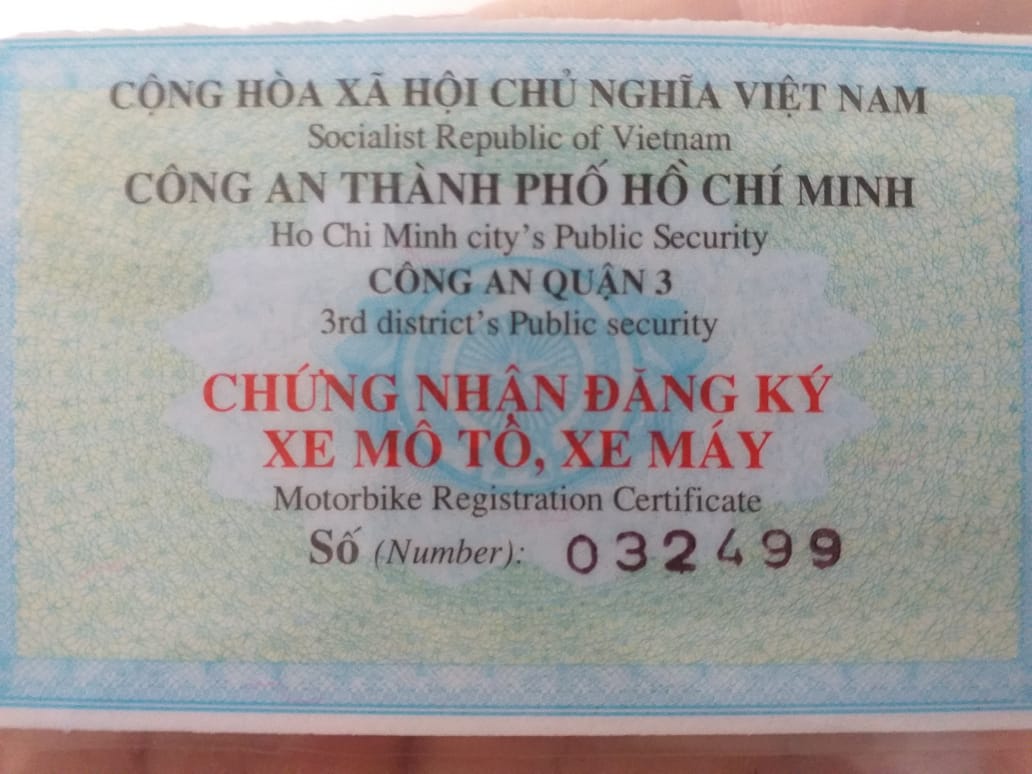 CỘNG HÒA XÃ HỘI CHỦ NGHĨA VIỆT NAM
Socialist Republic of Vietnam
CÔNG AN THÀNH PHỐ HỒ CHÍ MINH
Ho Chi Minh city's Public Security
CÔNG AN QUẬN 3
3rd district's Public security
CHỨNG NHẬN ĐĂNG KÝ
XE MÔ TÔ, XE MÁY
Motorbike Registration Certificate
Số (Number): 032499